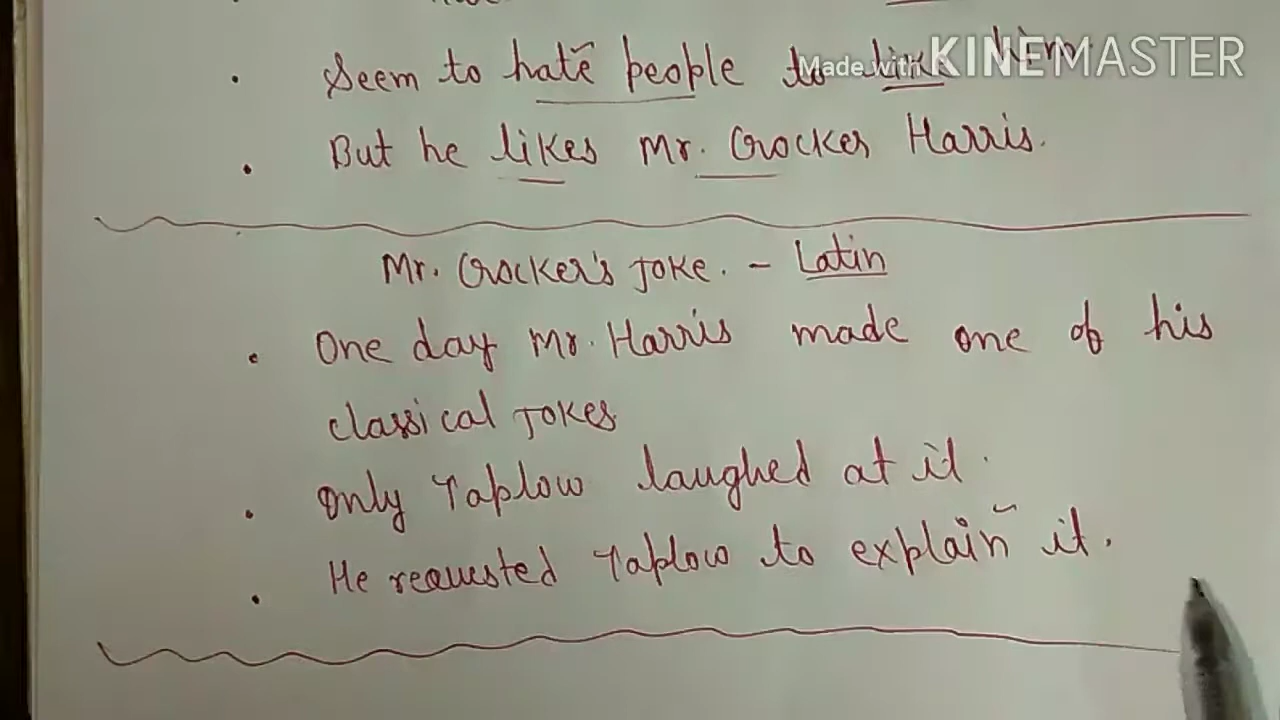 Seem to hate people to like him
Made with KINEMASTER
But he likes Mr. Crocker Harris.
Mr. Crocker's Joke. - Latin
One day Mr. Harris made one of his
classical Jokes
Only Taplow laughed at it.
He requested Taplow to explain it.